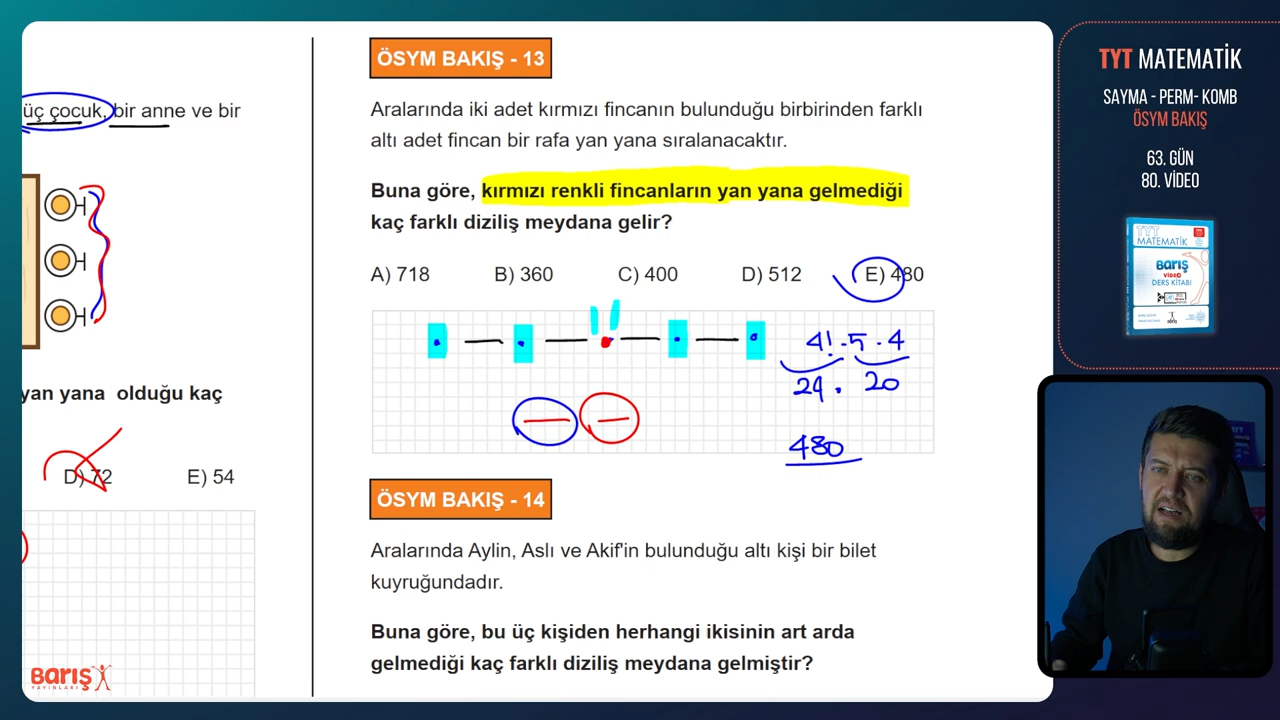 üç çocuk, bir anne ve bir
yan yana olduğu kaç
D) 72
E) 54
BARIŞ
YAYINLARI
ÖSYM BAKIŞ - 13
Aralarında iki adet kırmızı fincanın bulunduğu birbirinden farklı
altı adet fincan bir rafa yan yana sıralanacaktır.
Buna göre, kırmızı renkli fincanların yan yana gelmediği
kaç farklı diziliş meydana gelir?
A) 718 B) 360 C) 400 D) 512 E) 480
4! . 5 . 4
24 . 20
480
ÖSYM BAKIŞ - 14
Aralarında Aylin, Aslı ve Akif'in bulunduğu altı kişi bir bilet
kuyruğundadır.
Buna göre, bu üç kişiden herhangi ikisinin art arda
gelmediği kaç farklı diziliş meydana gelmiştir?
TYT MATEMATİK
SAYMA - PERM- KOMB
ÖSYM BAKIŞ
63. GÜN
80. VİDEO
TYT
MATEMATİK
BARIŞ
VİDEO
DERS KİTABI